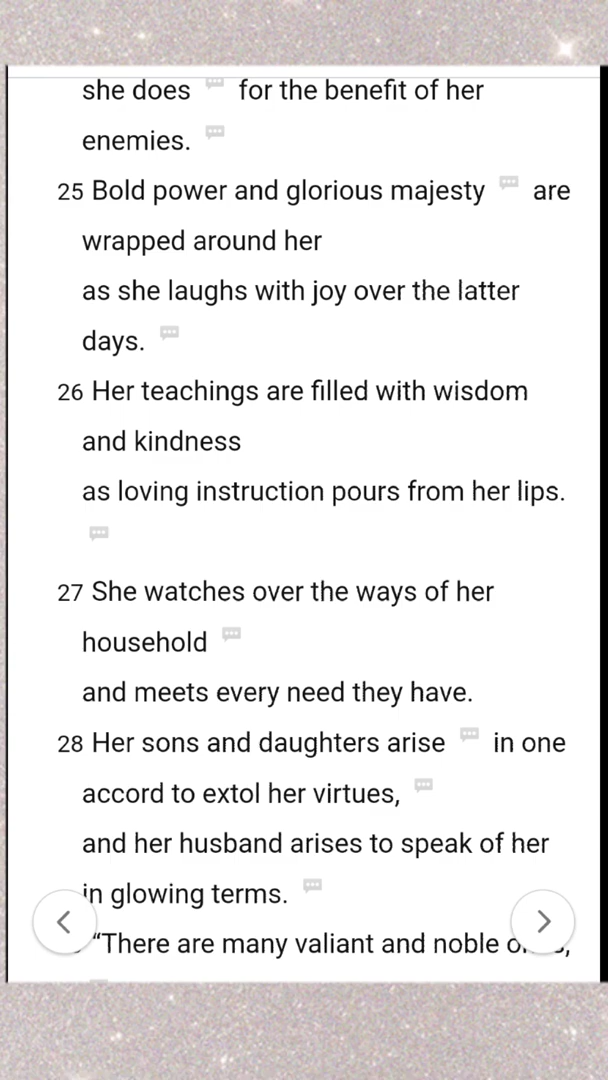 she does for the benefit of her
enemies.
25 Bold power and glorious majesty are
wrapped around her
as she laughs with joy over the latter
days.
26 Her teachings are filled with wisdom
and kindness
as loving instruction pours from her lips.
27 She watches over the ways of her
household
and meets every need they have.
28 Her sons and daughters arise in one
accord to extol her virtues,
and her husband arises to speak of her
in glowing terms.
“There are many valiant and noble